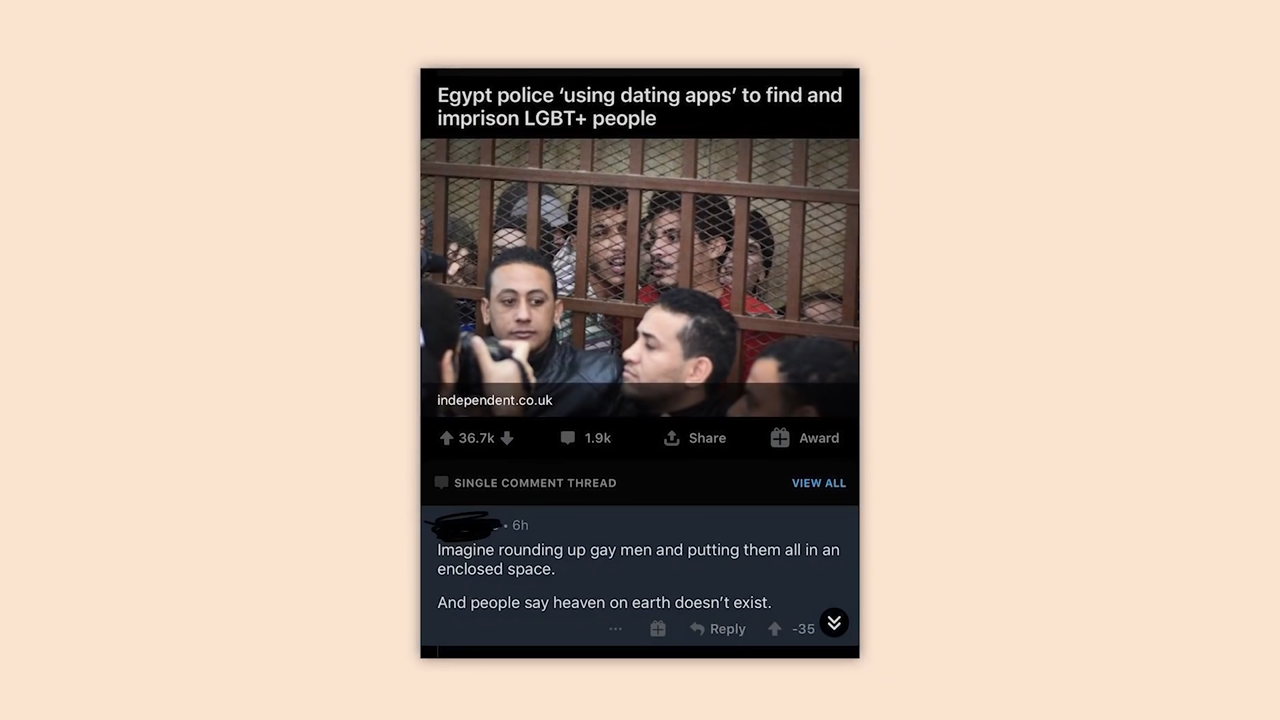 Egypt police ‘using dating apps’ to find and
imprison LGBT+ people
independent.co.uk
36.7k
1.9k
Share
Award
SINGLE COMMENT THREAD
VIEW ALL
• 6h
Imagine rounding up gay men and putting them all in an
enclosed space.
And people say heaven on earth doesn’t exist.
... Reply -35